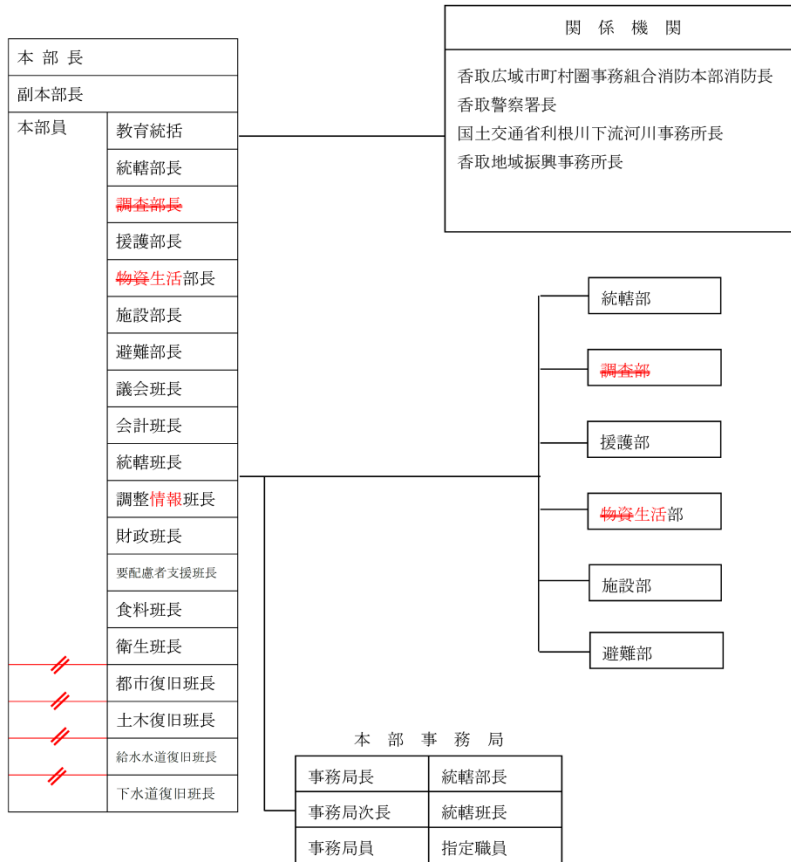 本 部 長
副本部長
本部員
教育統括
統轄部長
調査部長
援護部長
物資生活部長
施設部長
避難部長
議会班長
会計班長
統轄班長
調整情報班長
財政班長
要配慮者支援班長
食料班長
衛生班長
都市復旧班長
土木復旧班長
給水水道復旧班長
下水道復旧班長
関 係 機 関
香取広域市町村圏事務組合消防本部消防長
香取警察署長
国土交通省利根川下流河川事務所長
香取地域振興事務所長
統轄部
調査部
援護部
物資生活部
施設部
避難部
本 部 事 務 局
事務局長 統轄部長
事務局次長 統轄班長
事務局員 指定職員